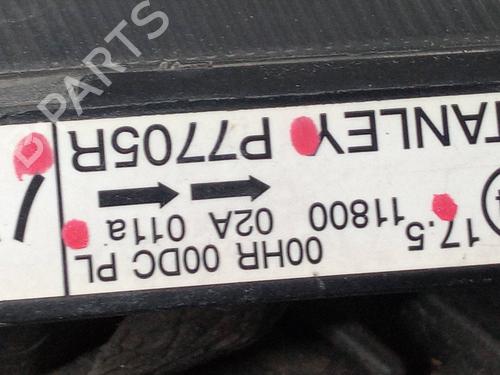 00HR 00DC PL
17.5 11800 02A 011a
TANLEY P7705R
B-PARTS